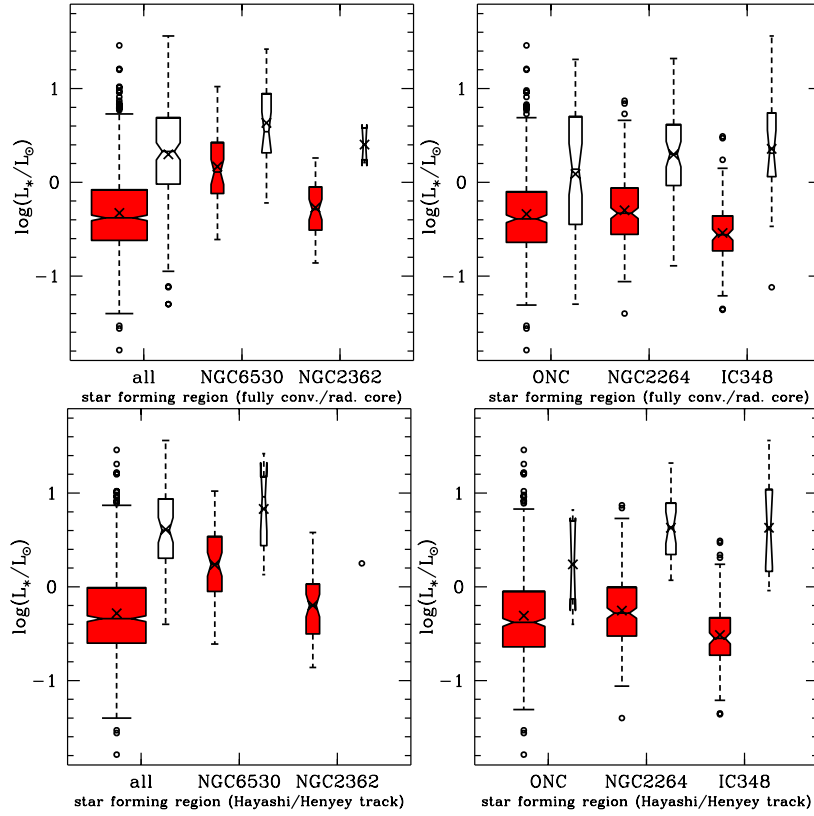 log(L*/L⊙)
1
0
−1
all NGC6530 NGC2362
star forming region (fully conv./rad. core)
log(L*/L⊙)
1
0
−1
ONC NGC2264 IC348
star forming region (fully conv./rad. core)
log(L*/L⊙)
1
0
−1
all NGC6530 NGC2362
star forming region (Hayashi/Henyey track)
log(L*/L⊙)
1
0
−1
ONC NGC2264 IC348
star forming region (Hayashi/Henyey track)